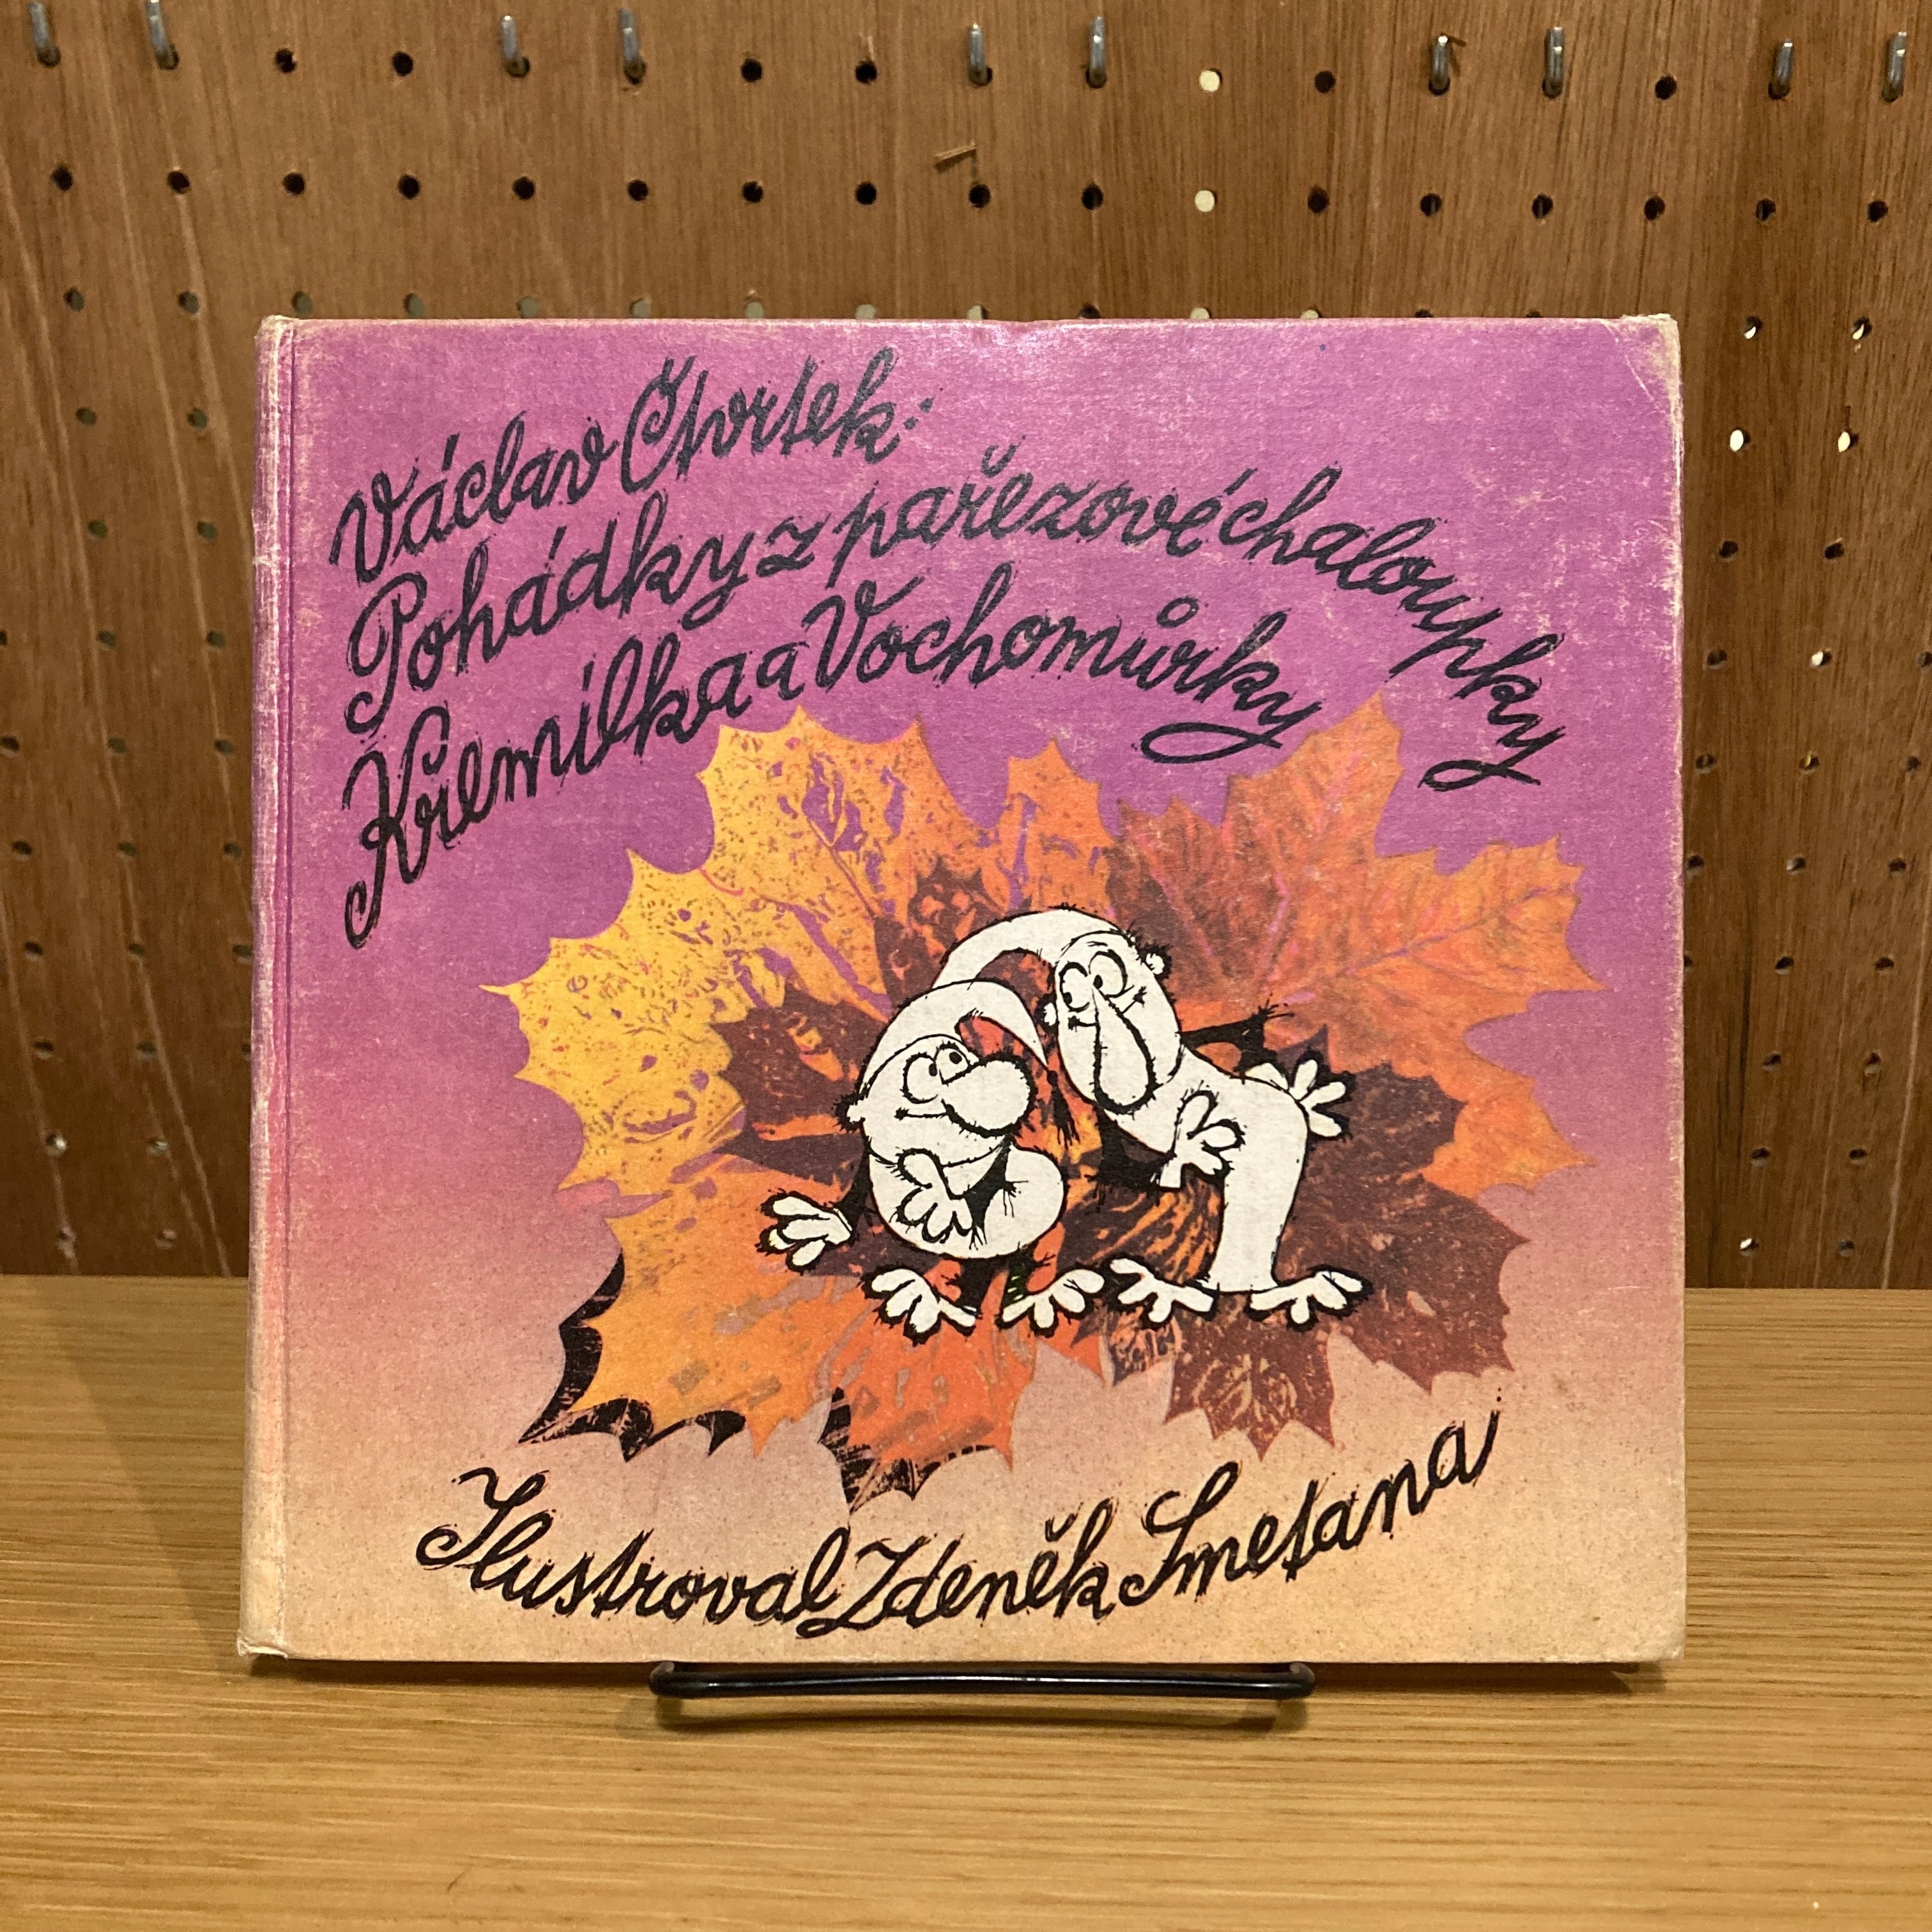 Václav Čtvrtek:
Pohádky z pařezové chaloupky
Křemílka a Vochomůrky
Ilustroval Zdeněk Smetana